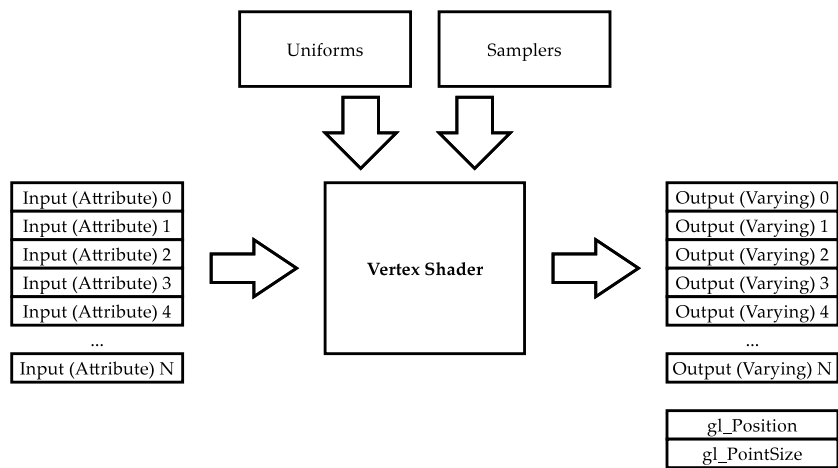 Uniforms
Samplers
Input (Attribute) 0
Input (Attribute) 1
Input (Attribute) 2
Input (Attribute) 3
Input (Attribute) 4
...
Input (Attribute) N
Vertex Shader
Output (Varying) 0
Output (Varying) 1
Output (Varying) 2
Output (Varying) 3
Output (Varying) 4
...
Output (Varying) N
gl_Position
gl_PointSize